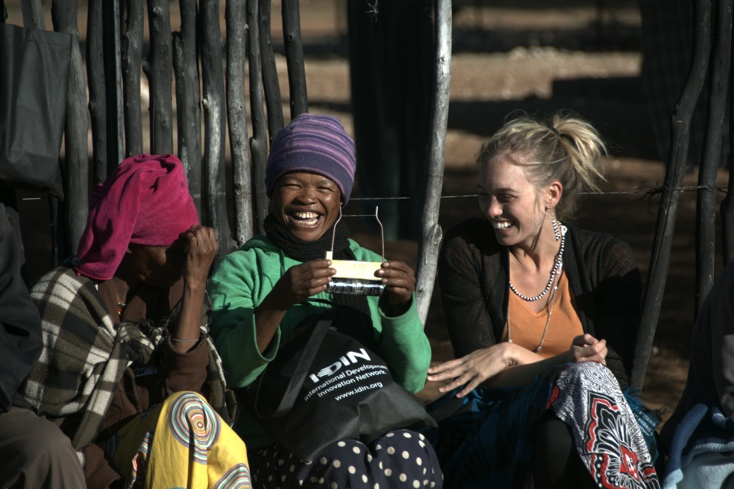 IDIN
International Development
Innovation Network
www.idin.org